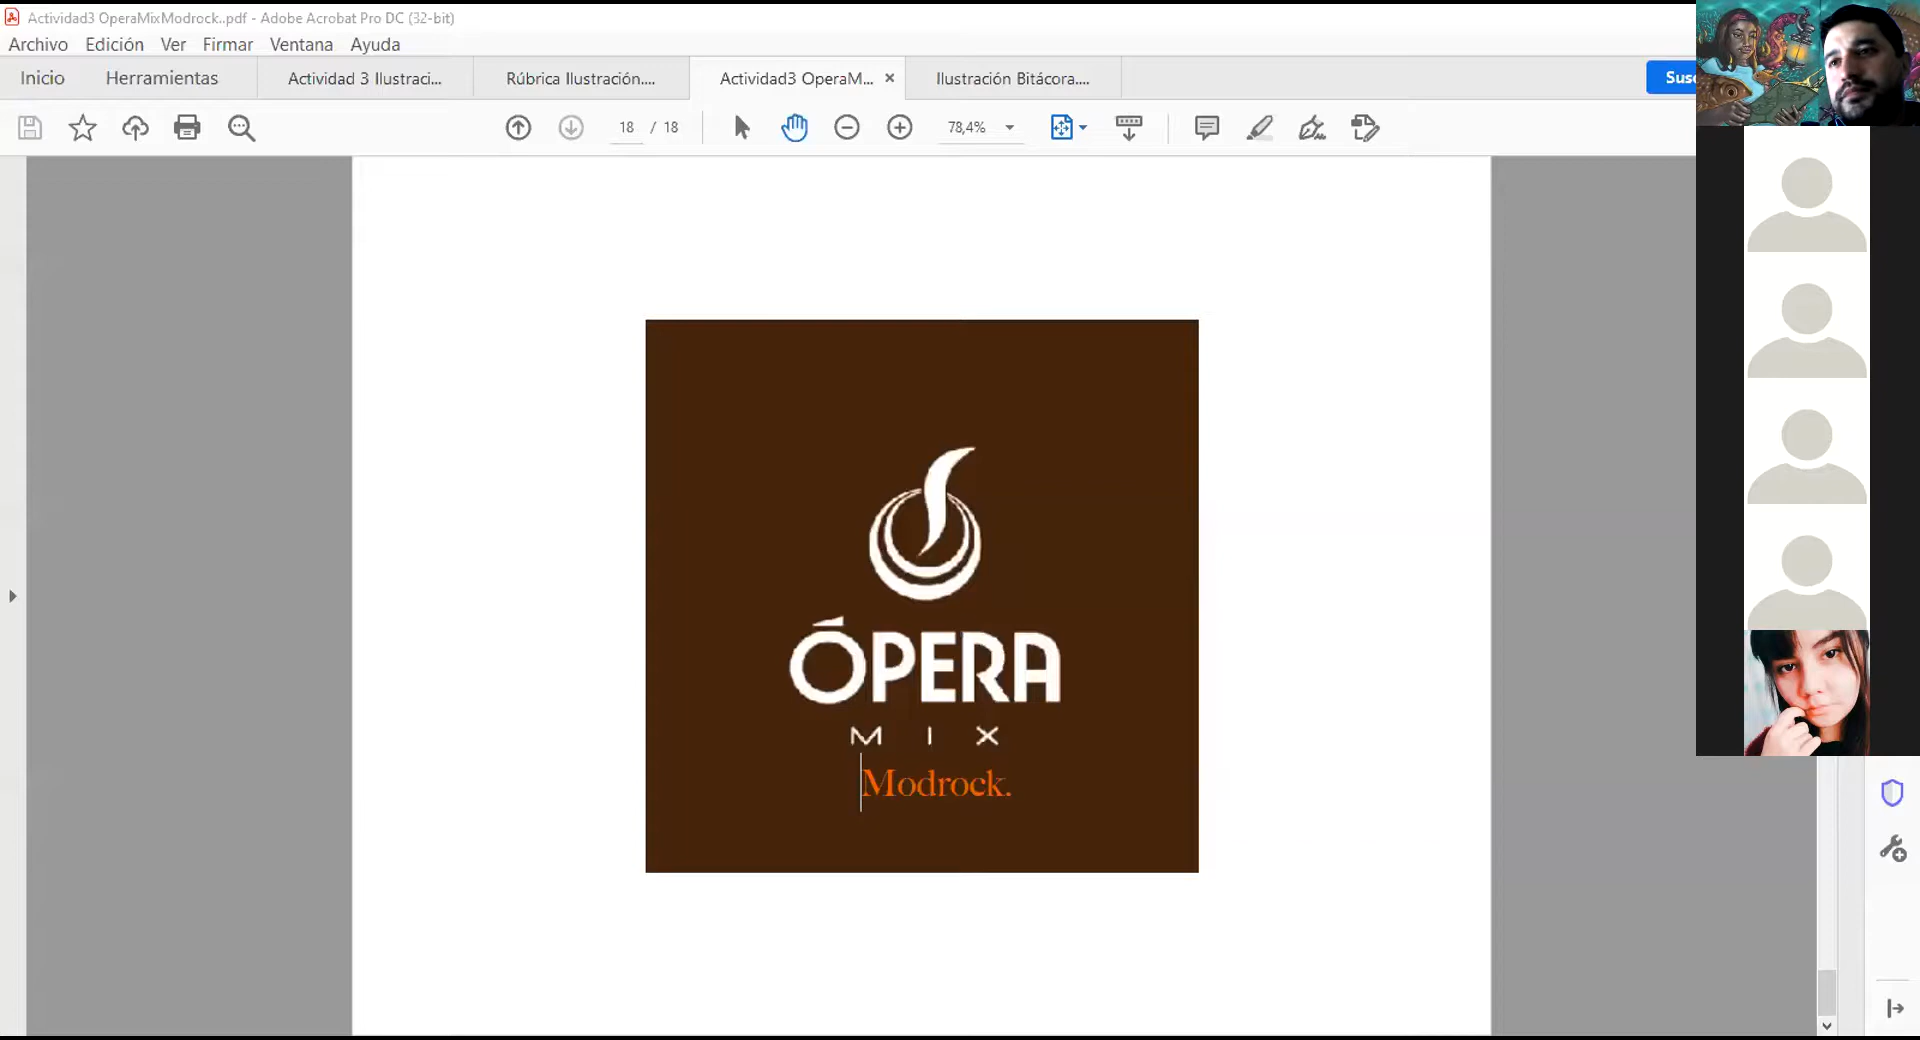 Actividad3 OperaMixModrock..pdf - Adobe Acrobat Pro DC (32-bit)
Archivo Edición Ver Firmar Ventana Ayuda
Inicio Herramientas Actividad 3 Ilustraci... Rúbrica Ilustración.... Actividad3 OperaM... × Ilustración Bitácora....
18 / 18 78,4%
ÓPERA
MIX
Modrock.